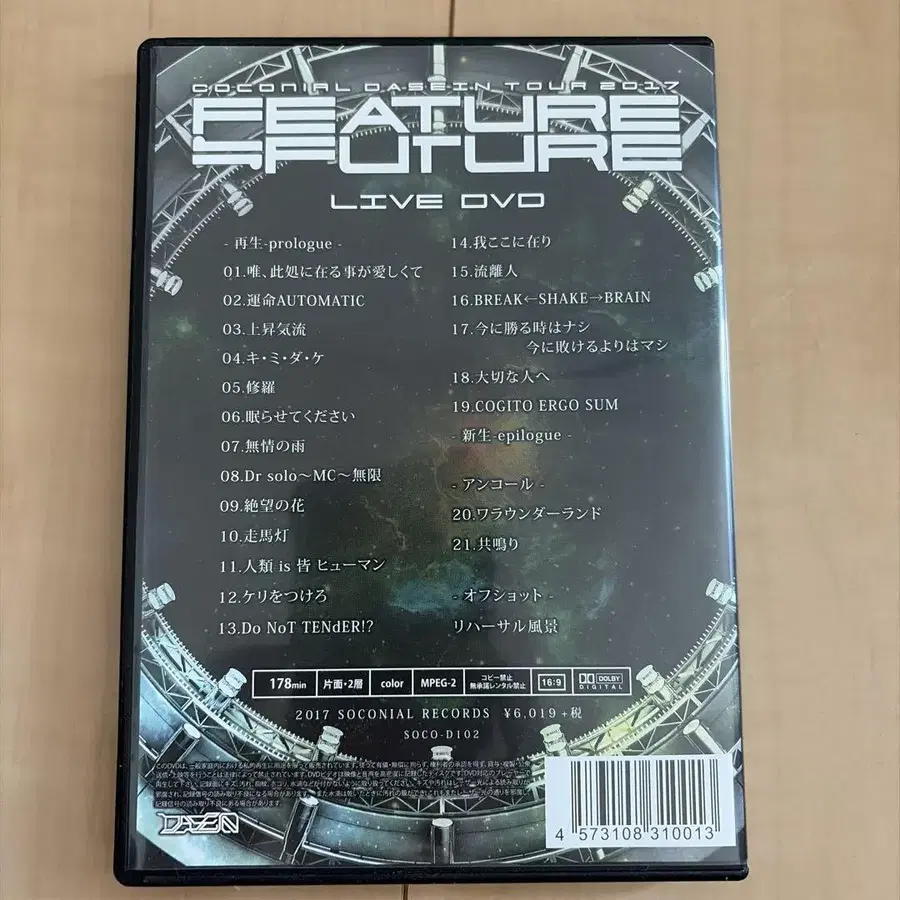 COCONIAL DASEIN TOUR 2017
FEATURE
FUTURE
LIVE DVD
- 再生-prologue -
01.唯、此処に在る事が愛しくて
02.運命AUTOMATIC
03.上昇気流
04.キ・ミ・ダ・ケ
05.修羅
06.眠らせてください
07.無情の雨
08.Dr solo～MC～無限
09.絶望の花
10.走馬灯
11.人類 is 皆 ヒューマン
12.ケリをつけろ
13.Do NoT TENdER!?
14.我ここに在り
15.流離人
16.BREAK←SHAKE→BRAIN
17.今に勝る時はナシ
今に敗けるよりはマシ
18.大切な人へ
19.COGITO ERGO SUM
- 新生-epilogue -
- アンコール -
20.ワラウンダーランド
21.共鳴り
- オフショット -
リハーサル風景
178min 片面・2層 color MPEG-2 コピー禁止 無承諾レンタル禁止 16:9 DOLBY DIGITAL
2017 SOCONIAL RECORDS ¥6,019+税
SOCO-D102
4 573108 310013